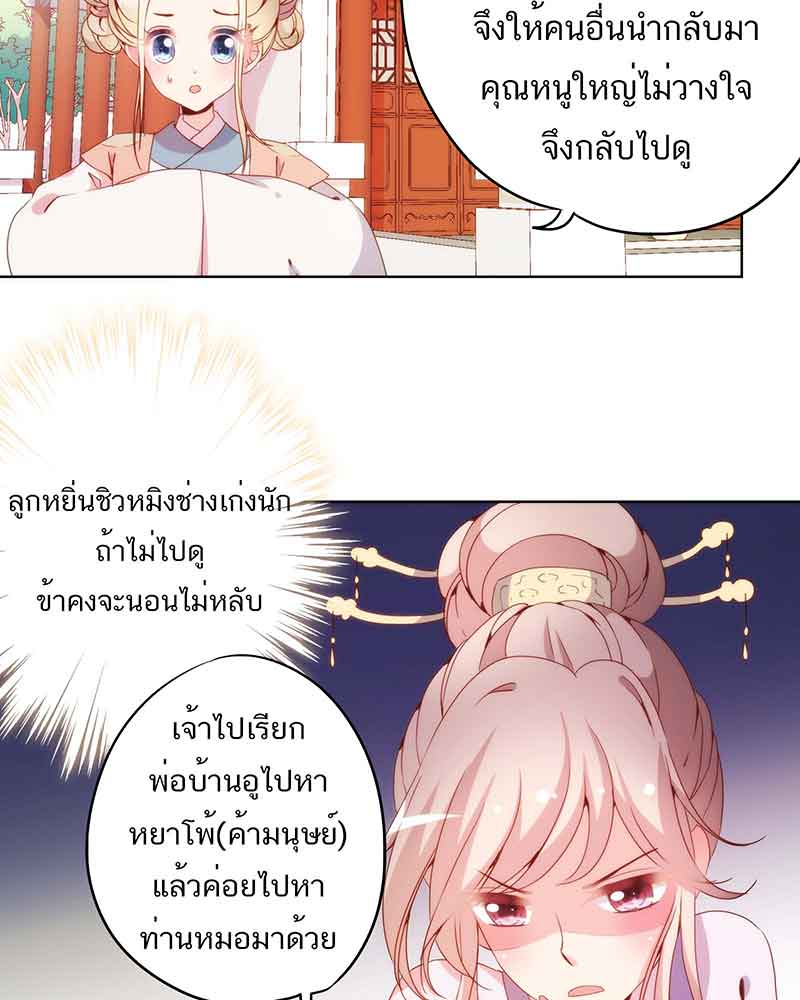 จึงให้คนอื่นนำกลับมา
คุณหนูใหญ่ไม่วางใจ
จึงกลับไปดู
ลูกหยิ่นชิวหมิงช่างเก่งนัก
ถ้าไม่ไปดู
ข้าคงจะนอนไม่หลับ
เจ้าไปเรียก
พ่อบ้านอูไปหา
หยาโพ้(ค้ามนุษย์)
แล้วค่อยไปหา
ท่านหมอมาด้วย